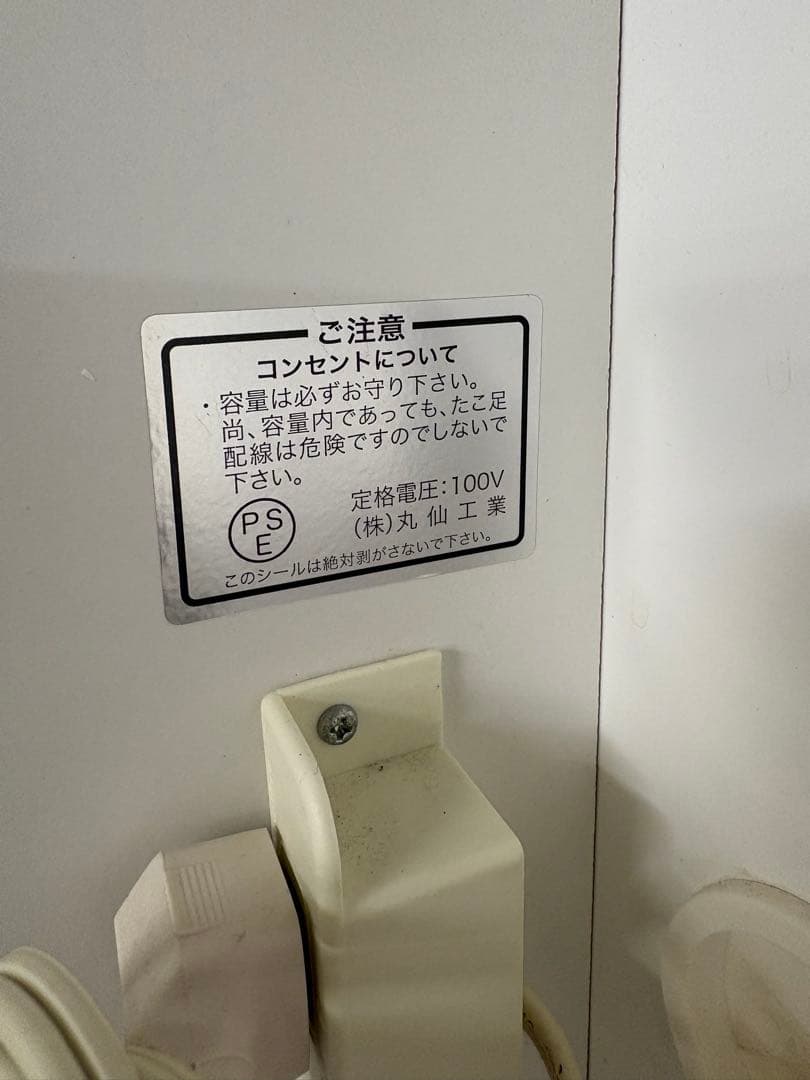 ご注意
コンセントについて
・容量は必ずお守り下さい。
尚、容量内であっても、たこ足
配線は危険ですのでしないで
下さい。
PS
E
定格電圧:100V
(株)丸仙工業
このシールは絶対剥がさないで下さい。